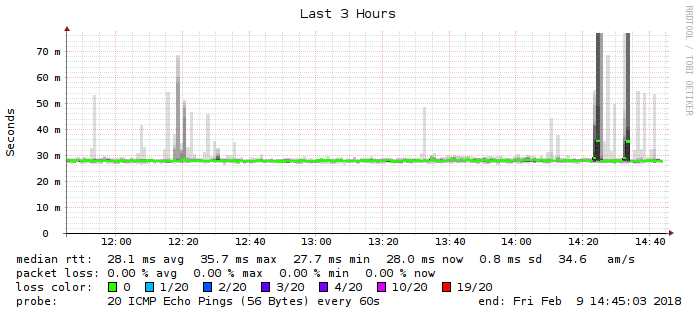 Last 3 Hours
RRDTOOL / TOBI OETIKER
Seconds
70 m
60 m
50 m
40 m
30 m
20 m
10 m
0
12:00 12:20 12:40 13:00 13:20 13:40 14:00 14:20 14:40
median rtt: 28.1 ms avg 35.7 ms max 27.7 ms min 28.0 ms now 0.8 ms sd 34.6 am/s
packet loss: 0.00 % avg 0.00 % max 0.00 % min 0.00 % now
loss color: 0 1/20 2/20 3/20 4/20 10/20 19/20
probe: 20 ICMP Echo Pings (56 Bytes) every 60s end: Fri Feb 9 14:45:03 2018